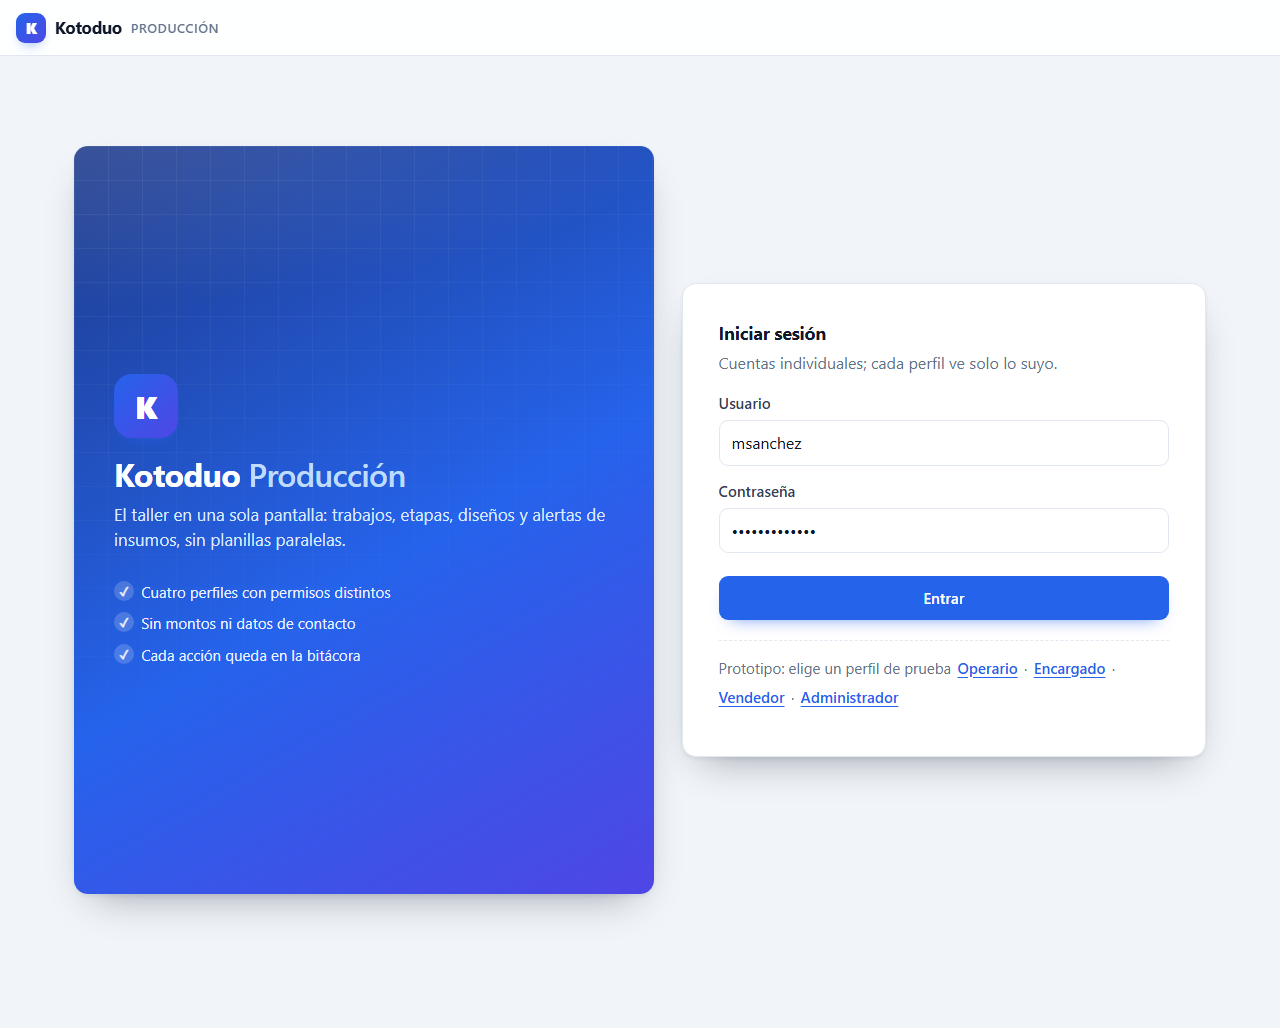 K Kotoduo PRODUCCIÓN
K
Kotoduo Producción
El taller en una sola pantalla: trabajos, etapas, diseños y alertas de
insumos, sin planillas paralelas.
✓ Cuatro perfiles con permisos distintos
✓ Sin montos ni datos de contacto
✓ Cada acción queda en la bitácora
Iniciar sesión
Cuentas individuales; cada perfil ve solo lo suyo.
Usuario
msanchez
Contraseña
•••••••••••••
Entrar
Prototipo: elige un perfil de prueba Operario · Encargado ·
Vendedor · Administrador